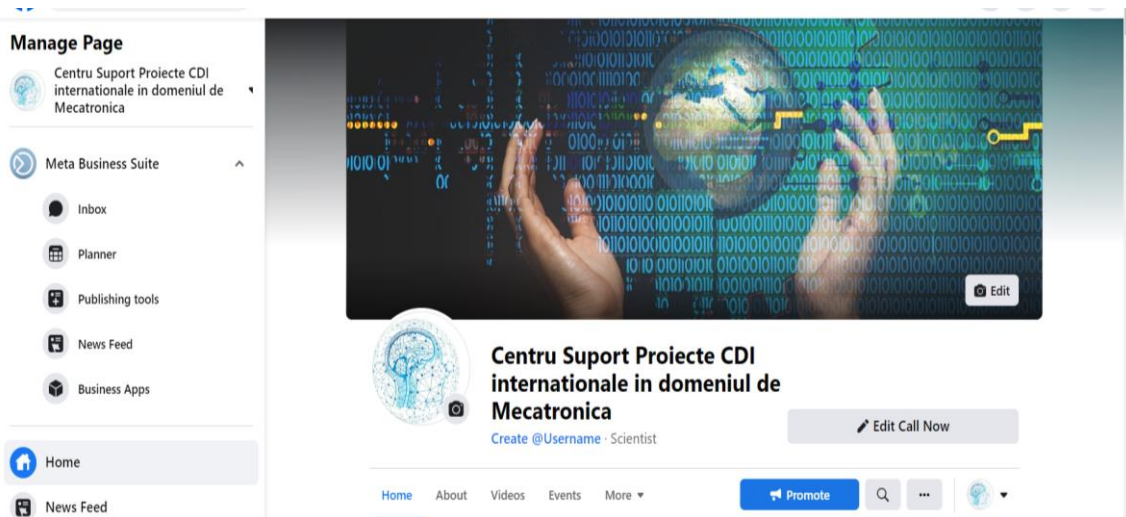 Manage Page
Centru Suport Proiecte CDI
internationale in domeniul de
Mecatronica
Meta Business Suite
Inbox
Planner
Publishing tools
News Feed
Business Apps
Home
News Feed
Edit
Centru Suport Proiecte CDI
internationale in domeniul de
Mecatronica
Create @Username · Scientist
Edit Call Now
Home About Videos Events More
Promote